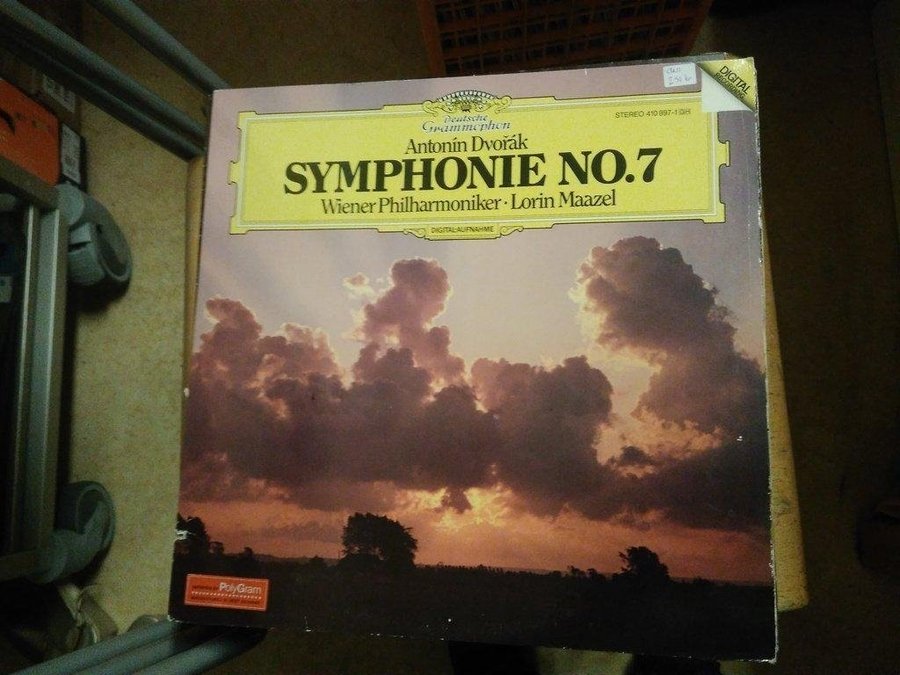 DIGITAL
RECORDING
STEREO 410 997-1 GH
Deutsche
Grammophon
Antonín Dvořák
SYMPHONIE NO.7
Wiener Philharmoniker · Lorin Maazel
DIGITAL-AUFNAHME
PolyGram